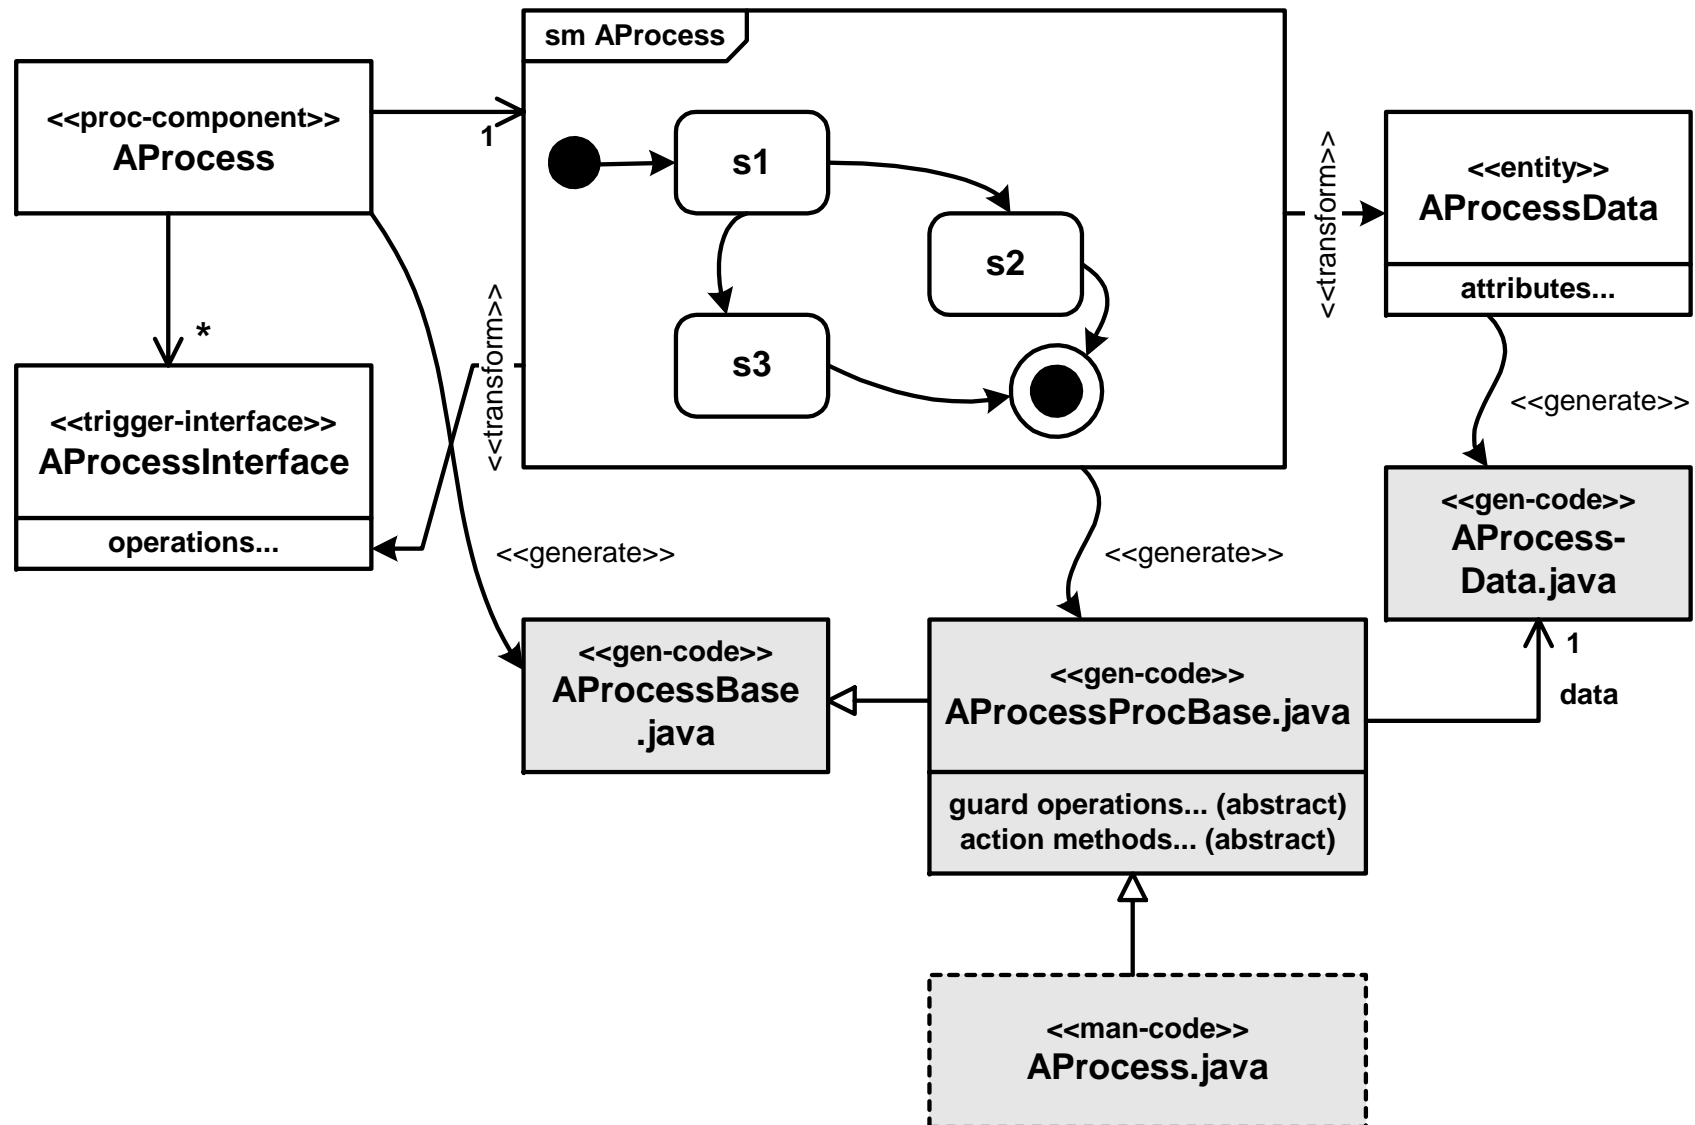 sm AProcess
<<proc-component>>
AProcess
1
s1
s2
s3
<<transform>>
<<entity>>
AProcessData
attributes...
*
<<transform>>
<<trigger-interface>>
AProcessInterface
operations...
<<generate>>
<<generate>>
<<generate>>
<<gen-code>>
AProcess-
Data.java
1
data
<<gen-code>>
AProcessBase
.java
<<gen-code>>
AProcessProcBase.java
guard operations... (abstract)
action methods... (abstract)
<<man-code>>
AProcess.java